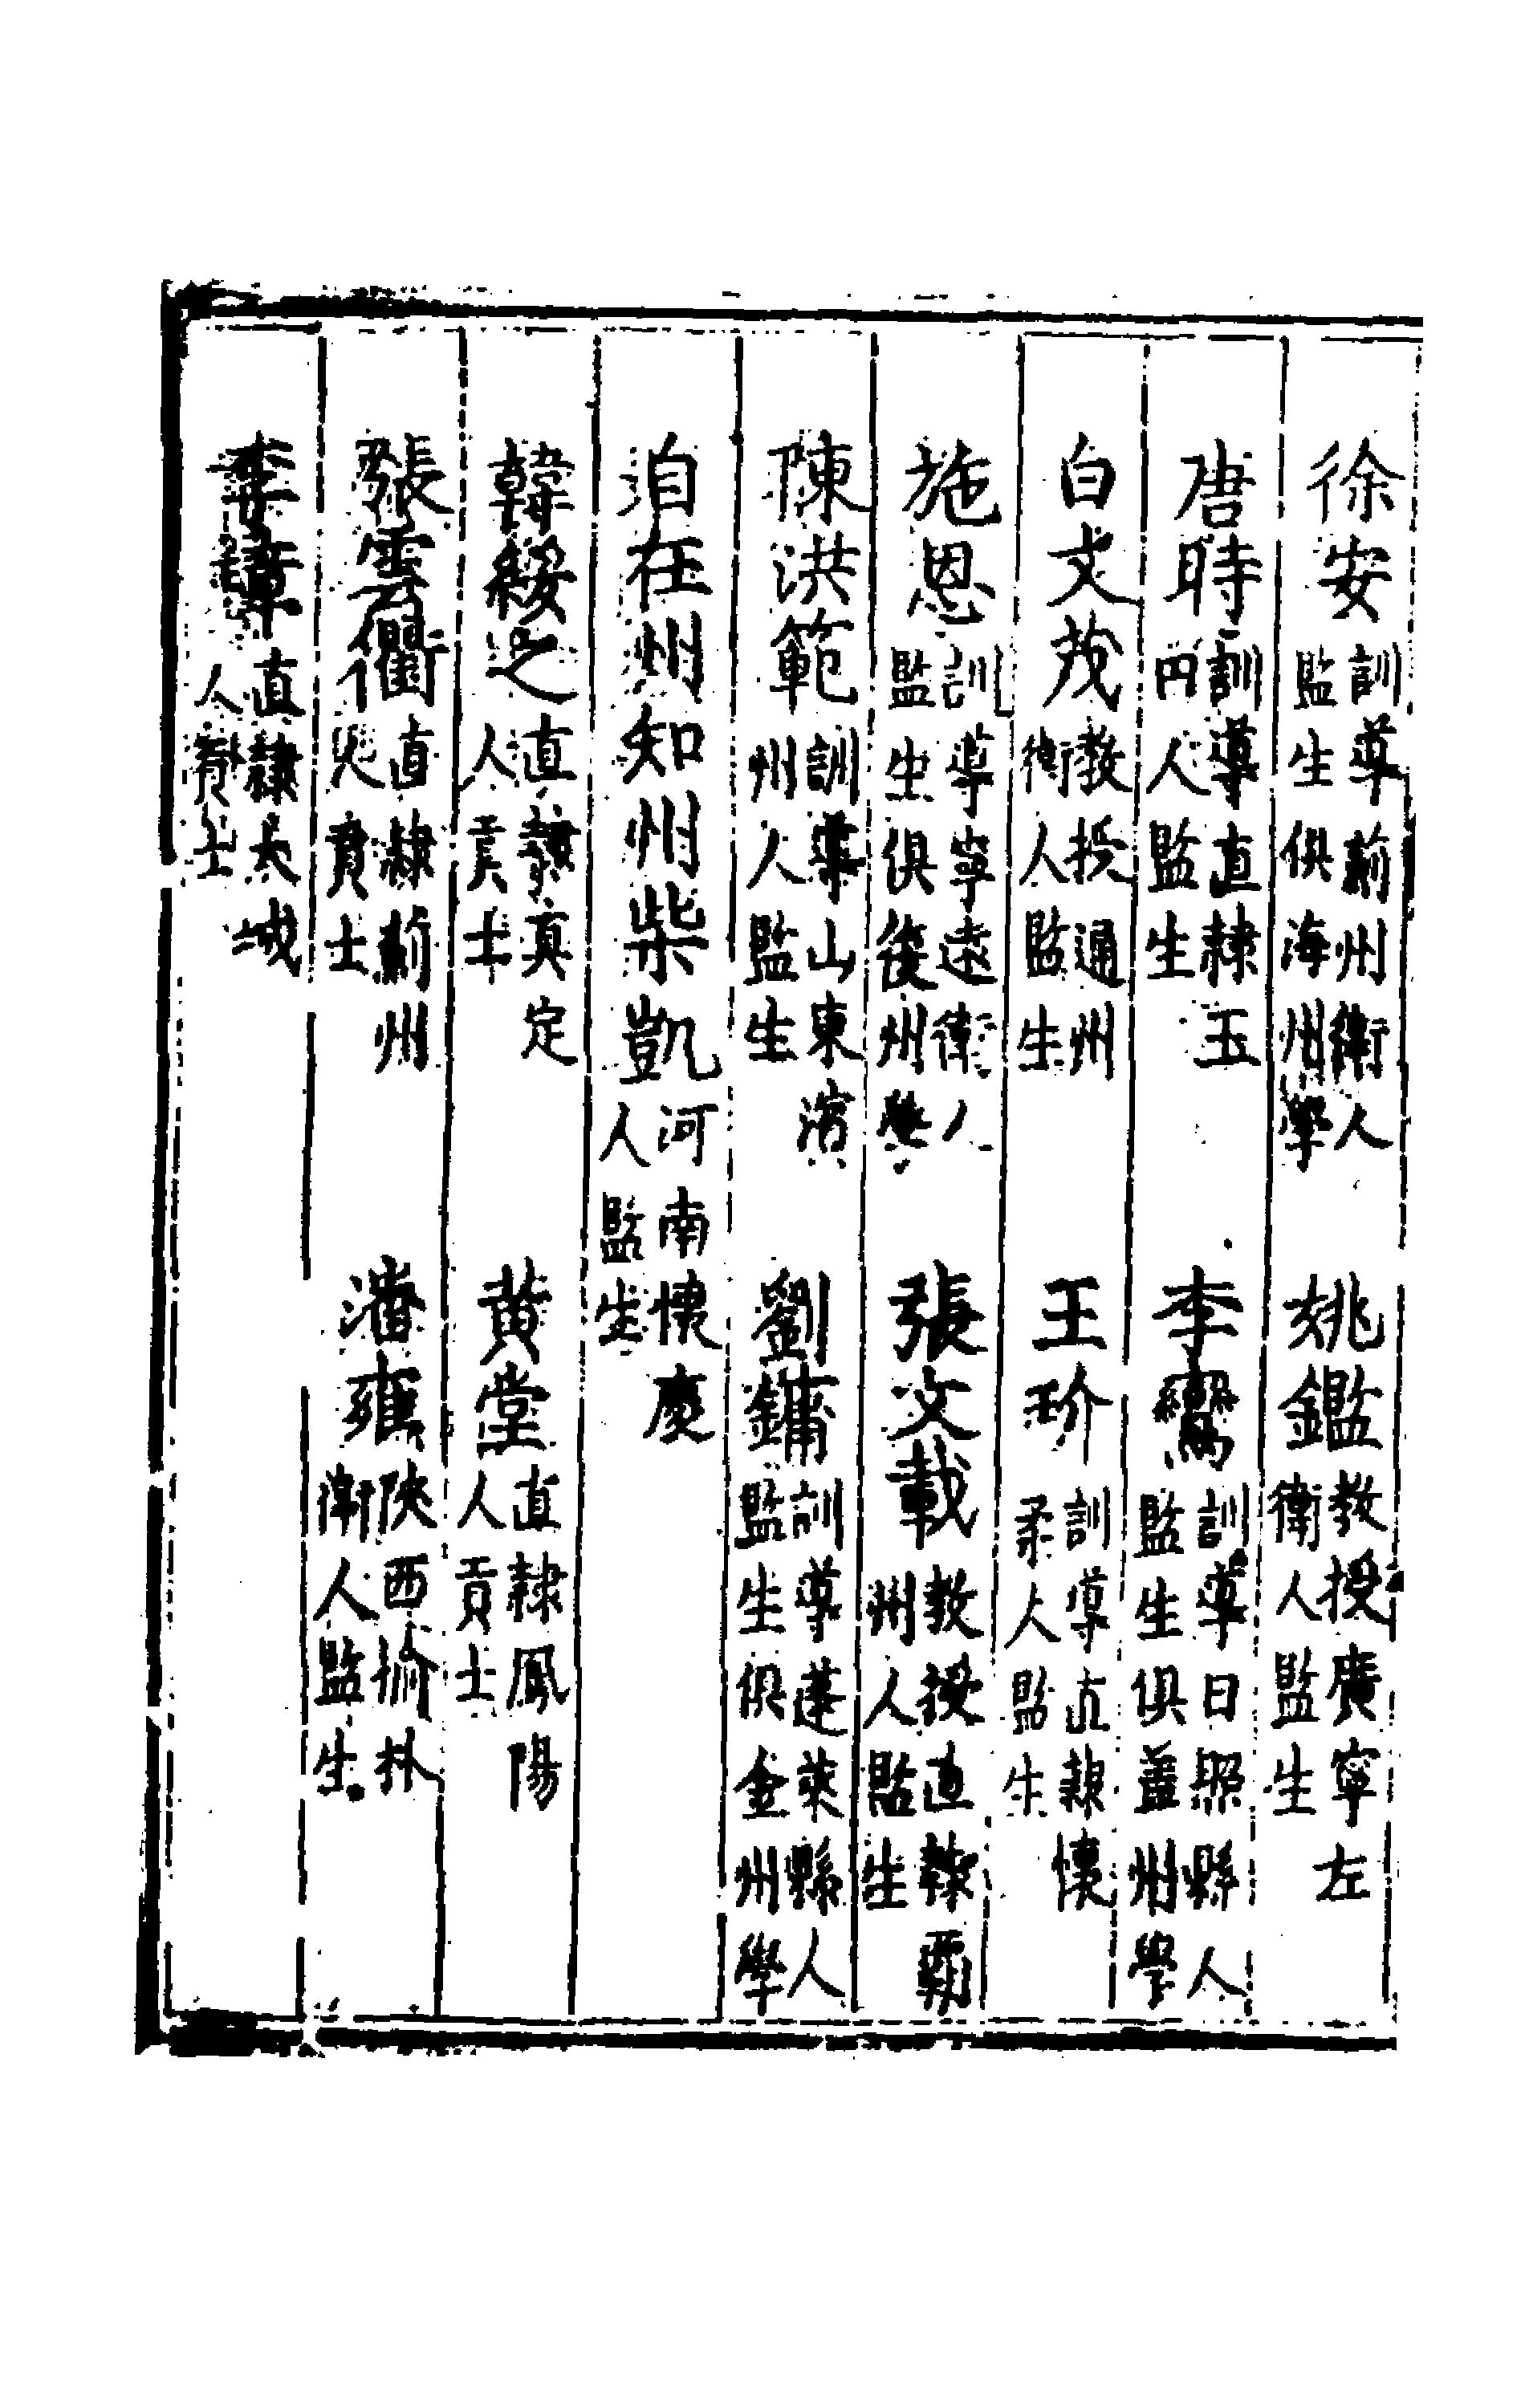 徐安訓導薊州衛人監生俱海州學 姚鑑教授廣寧左衛人監生
唐時訓導直隸玉田人監生 李鸞訓導日照縣人監生俱蓋州學
白文茂教授通州衛人監生 王玠訓導直隸懷柔人監生
施恩訓導寧遠衛人監生俱復州學 張文載教授直隸霸州人監生
陳洪範訓導山東濱州人監生 劉鏞訓導蓬萊縣人監生俱金州學
自在州知州柴凱河南懷慶人監生
韓綬之直隸真定人貢士 黄堂直隸鳳陽人貢士
張雲衢直隸薊州人貢士 潘雍陝西榆林衛人監生
李璋直隸大城人貢士